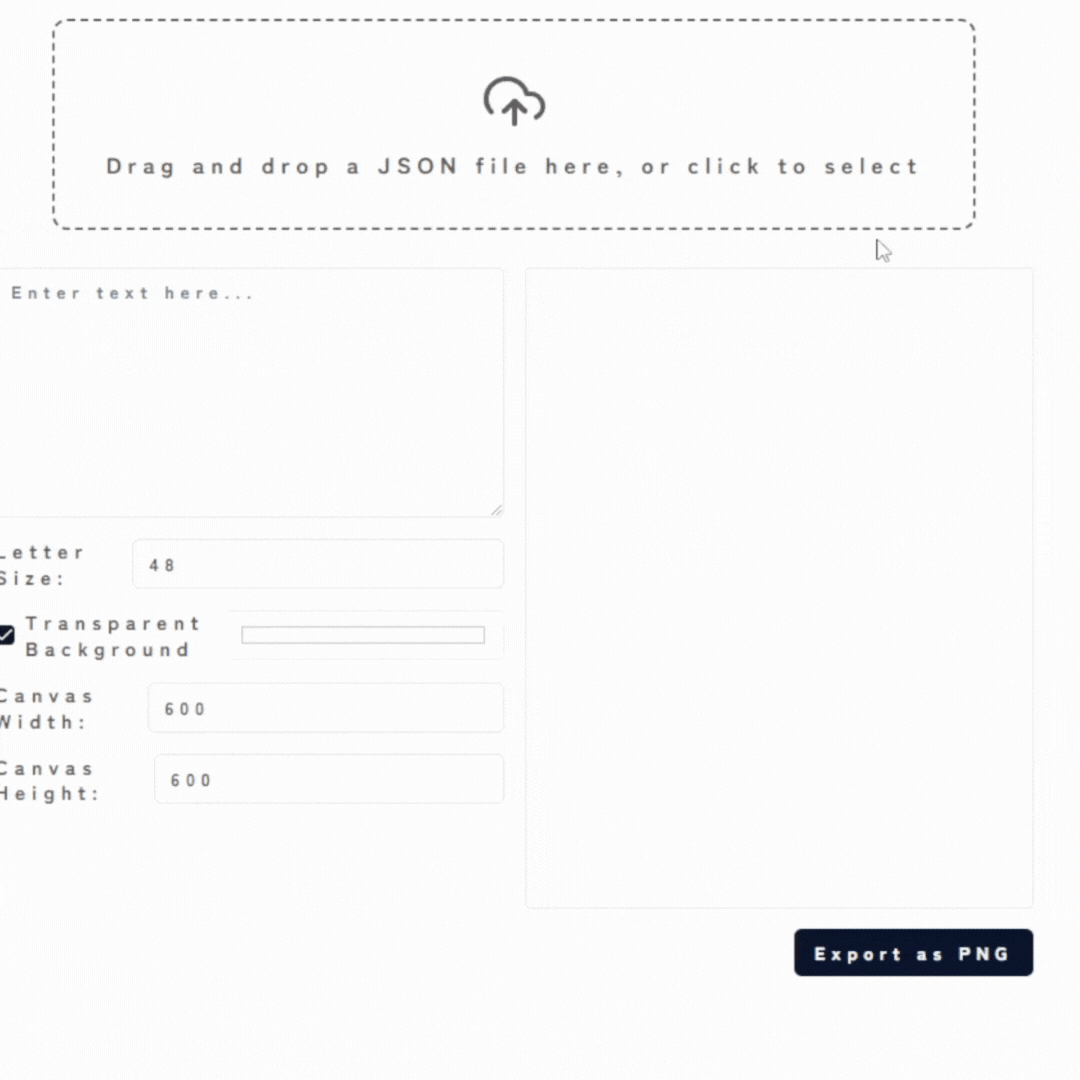 Drag and drop a JSON file here, or click to select
Enter text here...
Letter
Size:
48
Transparent
Background
Canvas
Width:
600
Canvas
Height:
600
Export as PNG